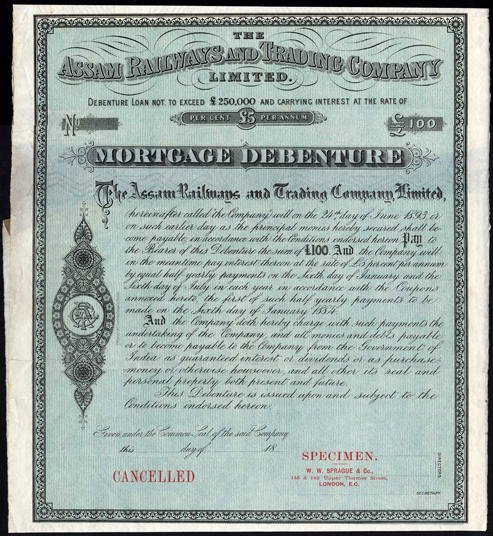 THE
ASSAM RAILWAYS AND TRADING COMPANY
LIMITED.
DEBENTURE LOAN NOT TO EXCEED £250,000 AND CARRYING INTEREST AT THE RATE OF
PER CENT £5 PER ANNUM
No £100
MORTGAGE DEBENTURE
The Assam Railways and Trading Company, Limited,
hereinafter called the Company, will on the 24th day of June 1893, or
on such earlier day as the principal monies hereby secured shall be-
come payable in accordance with the Conditions endorsed hereon Pay to
the Bearer of this Debenture the sum of £100. And the Company will
in the meantime pay interest thereon at the rate of £5 per cent per annum
by equal half yearly payments on the Sixth day of January and the
Sixth day of July in each year in accordance with the Coupons
annexed hereto, the first of such half yearly payments to be
made on the Sixth day of January 1884.
And the Company doth hereby charge with such payments the
undertaking of the Company, and all monies and debts payable
or to become payable to the Company from the Government of
India as guaranteed interest or dividends or as purchase-
money or otherwise howsoever, and all other its real and
personal property both present and future.
This Debenture is issued upon and subject to the
Conditions endorsed hereon.
Given under the Common Seal of the said Company
this day of 18
SPECIMEN.
W. W. SPRAGUE & Co.,
Upper Thames Street,
LONDON, E.C.
CANCELLED
DIRECTORS
SECRETARY